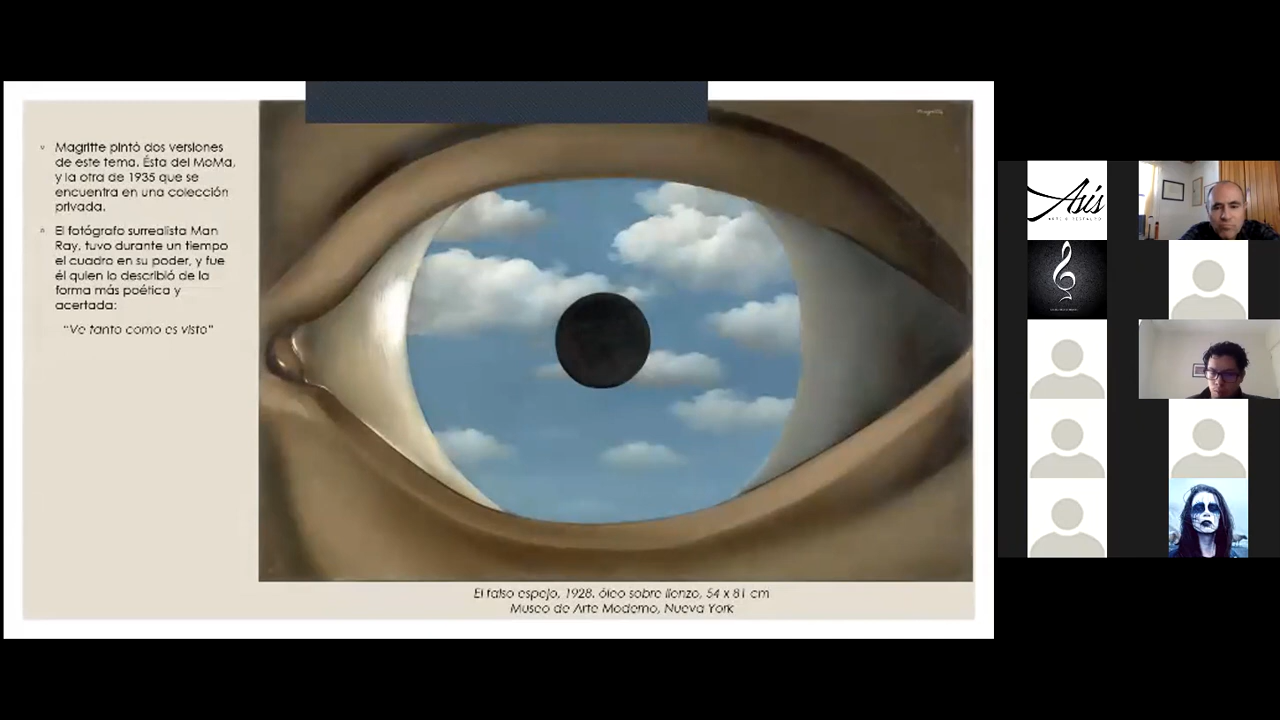 Magritte pintó dos versiones
de este tema. Ésta del MoMa,
y la otra de 1935 que se
encuentra en una colección
privada.
El fotógrafo surrealista Man
Ray, tuvo durante un tiempo
el cuadro en su poder, y fue
él quien lo describió de la
forma más poética y
acertada:
“Ve tanto como es visto”
El falso espejo, 1928. óleo sobre lienzo, 54 x 81 cm
Museo de Arte Moderno, Nueva York
Magritte
Asís